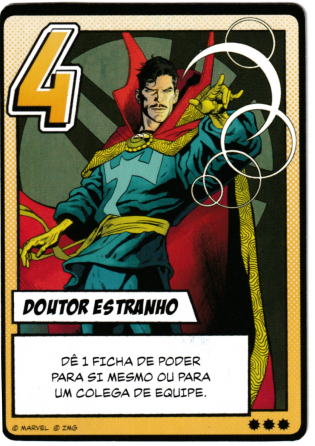 4
DOUTOR ESTRANHO
DÊ 1 FICHA DE PODER
PARA SI MESMO OU PARA
UM COLEGA DE EQUIPE.
© MARVEL © ZMG